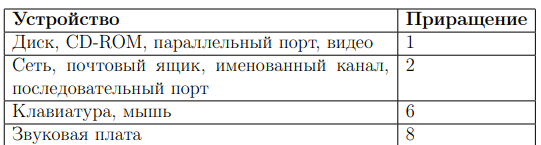 Устройство Приращение
Диск, CD-ROM, параллельный порт, видео 1
Сеть, почтовый ящик, именованный канал, 2
последовательный порт
Клавиатура, мышь 6
Звуковая плата 8